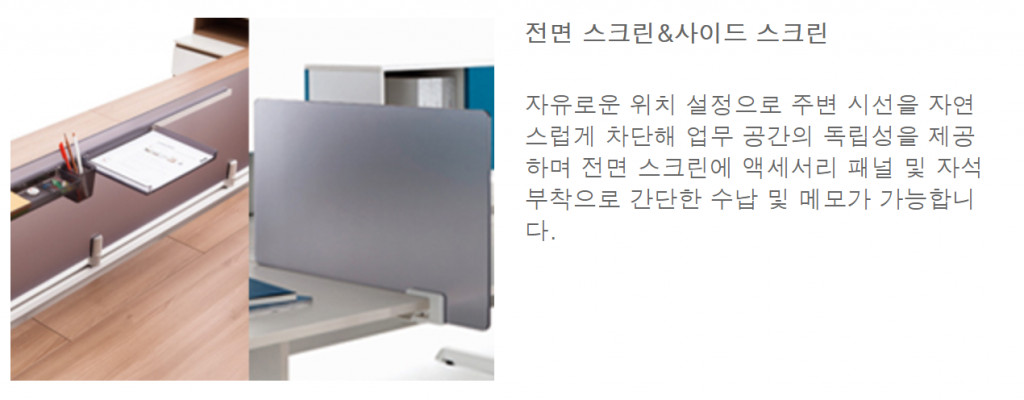 전면 스크린&사이드 스크린
자유로운 위치 설정으로 주변 시선을 자연
스럽게 차단해 업무 공간의 독립성을 제공
하며 전면 스크린에 액세서리 패널 및 자석
부착으로 간단한 수납 및 메모가 가능합니
다.